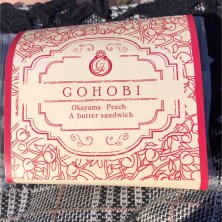 G
GOHOBI
Okayama Peach
A butter sandwich